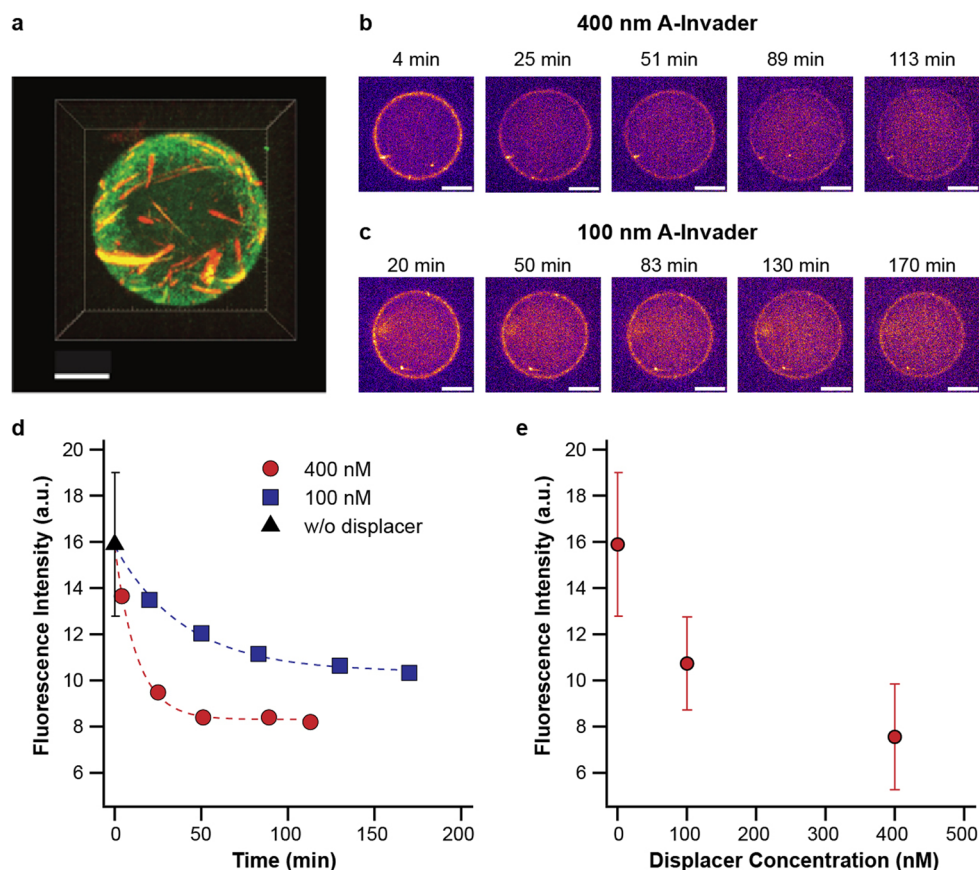 a
b
400 nm A-Invader
4 min 25 min 51 min 89 min 113 min
c
100 nm A-Invader
20 min 50 min 83 min 130 min 170 min
d
20
18
16
14
12
10
8
6
Fluorescence Intensity (a.u.)
400 nM
100 nM
w/o displacer
0 50 100 150 200
Time (min)
e
20
18
16
14
12
10
8
6
Fluorescence Intensity (a.u.)
0 100 200 300 400 500
Displacer Concentration (nM)